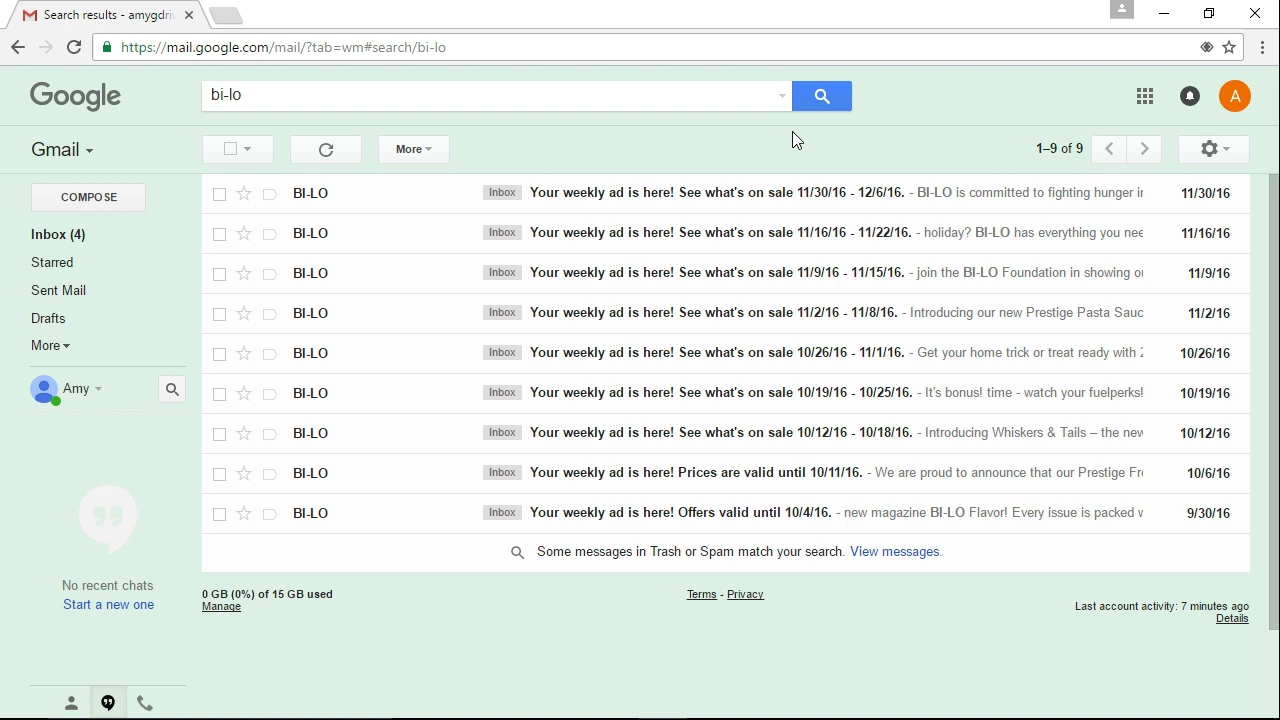 Search results - amygdri
https://mail.google.com/mail/?tab=wm#search/bi-lo
Google
bi-lo
A
Gmail
More
1–9 of 9
COMPOSE
Inbox (4)
Starred
Sent Mail
Drafts
More
Amy
No recent chats
Start a new one
BI-LO Inbox Your weekly ad is here! See what's on sale 11/30/16 - 12/6/16. - BI-LO is committed to fighting hunger in 11/30/16
BI-LO Inbox Your weekly ad is here! See what's on sale 11/16/16 - 11/22/16. - holiday? BI-LO has everything you nee 11/16/16
BI-LO Inbox Your weekly ad is here! See what's on sale 11/9/16 - 11/15/16. - join the BI-LO Foundation in showing ou 11/9/16
BI-LO Inbox Your weekly ad is here! See what's on sale 11/2/16 - 11/8/16. - Introducing our new Prestige Pasta Sauc 11/2/16
BI-LO Inbox Your weekly ad is here! See what's on sale 10/26/16 - 11/1/16. - Get your home trick or treat ready with 2 10/26/16
BI-LO Inbox Your weekly ad is here! See what's on sale 10/19/16 - 10/25/16. - It's bonus! time - watch your fuelperks! 10/19/16
BI-LO Inbox Your weekly ad is here! See what's on sale 10/12/16 - 10/18/16. - Introducing Whiskers & Tails – the new 10/12/16
BI-LO Inbox Your weekly ad is here! Prices are valid until 10/11/16. - We are proud to announce that our Prestige Fr 10/6/16
BI-LO Inbox Your weekly ad is here! Offers valid until 10/4/16. - new magazine BI-LO Flavor! Every issue is packed 9/30/16
Some messages in Trash or Spam match your search. View messages.
0 GB (0%) of 15 GB used
Manage
Terms - Privacy
Last account activity: 7 minutes ago
Details